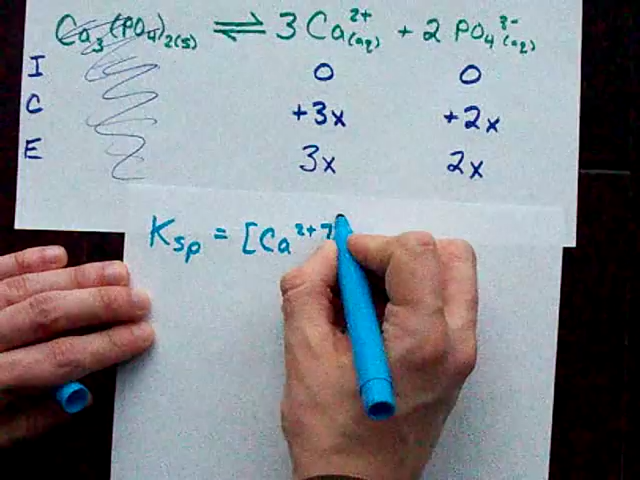 Ca₃(PO₄)₂(s) ⇌ 3 Ca²⁺(aq) + 2 PO₄³⁻(aq)
I 0 0
C +3x +2x
E 3x 2x
Ksp = [Ca²⁺]